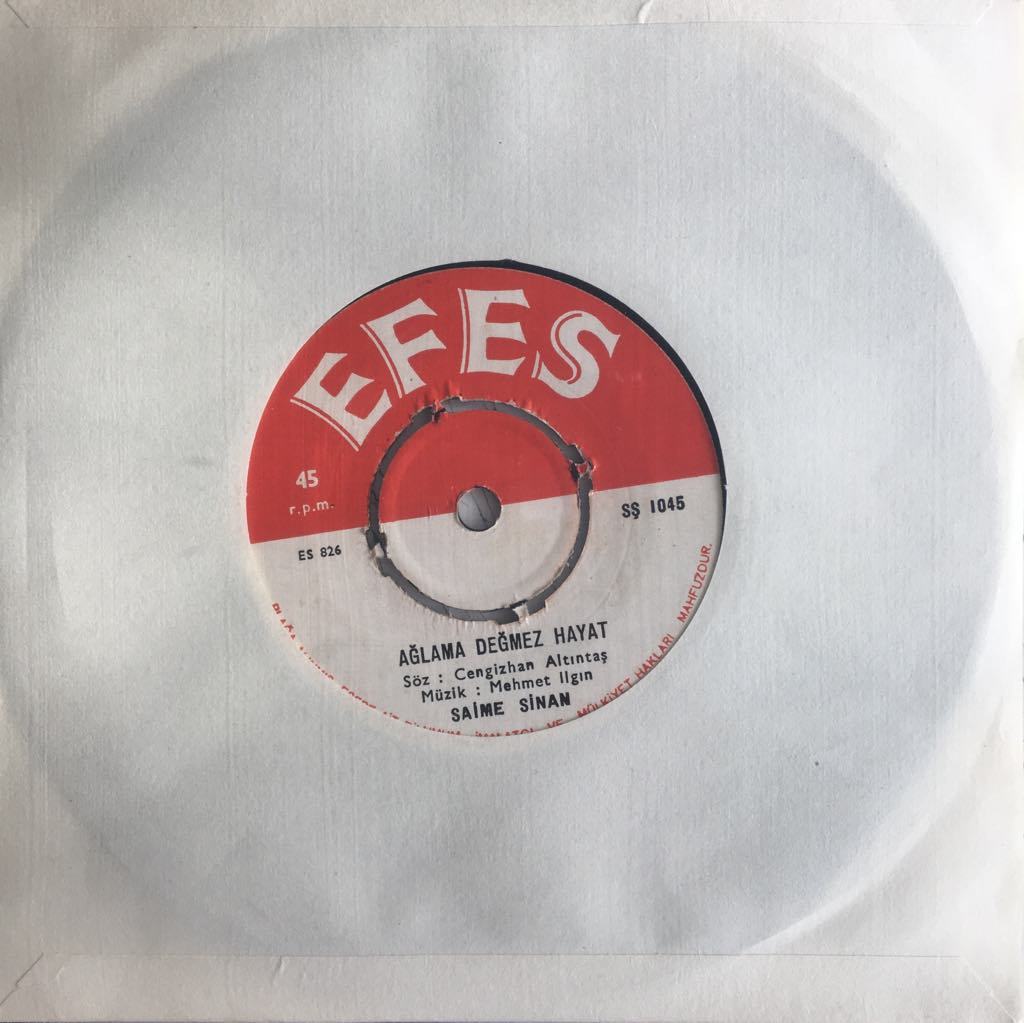 EFES
45
r.p.m.
ES 826
SŞ 1045
AĞLAMA DEĞMEZ HAYAT
Söz : Cengizhan Altıntaş
Müzik : Mehmet Ilgın
SAİME SİNAN
VE MÜLKİYET HAKLARI MAHFUZDUR.